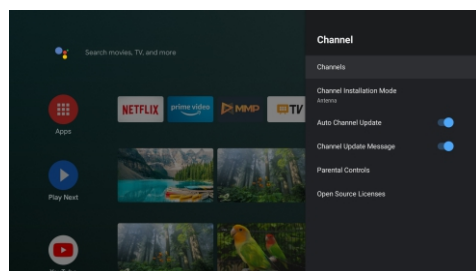 Search movies, TV, and more
Apps
NETFLIX
prime video
MMP
TV
Play Next
Channel
Channels
Channel Installation Mode
Antenna
Auto Channel Update
Channel Update Message
Parental Controls
Open Source Licenses